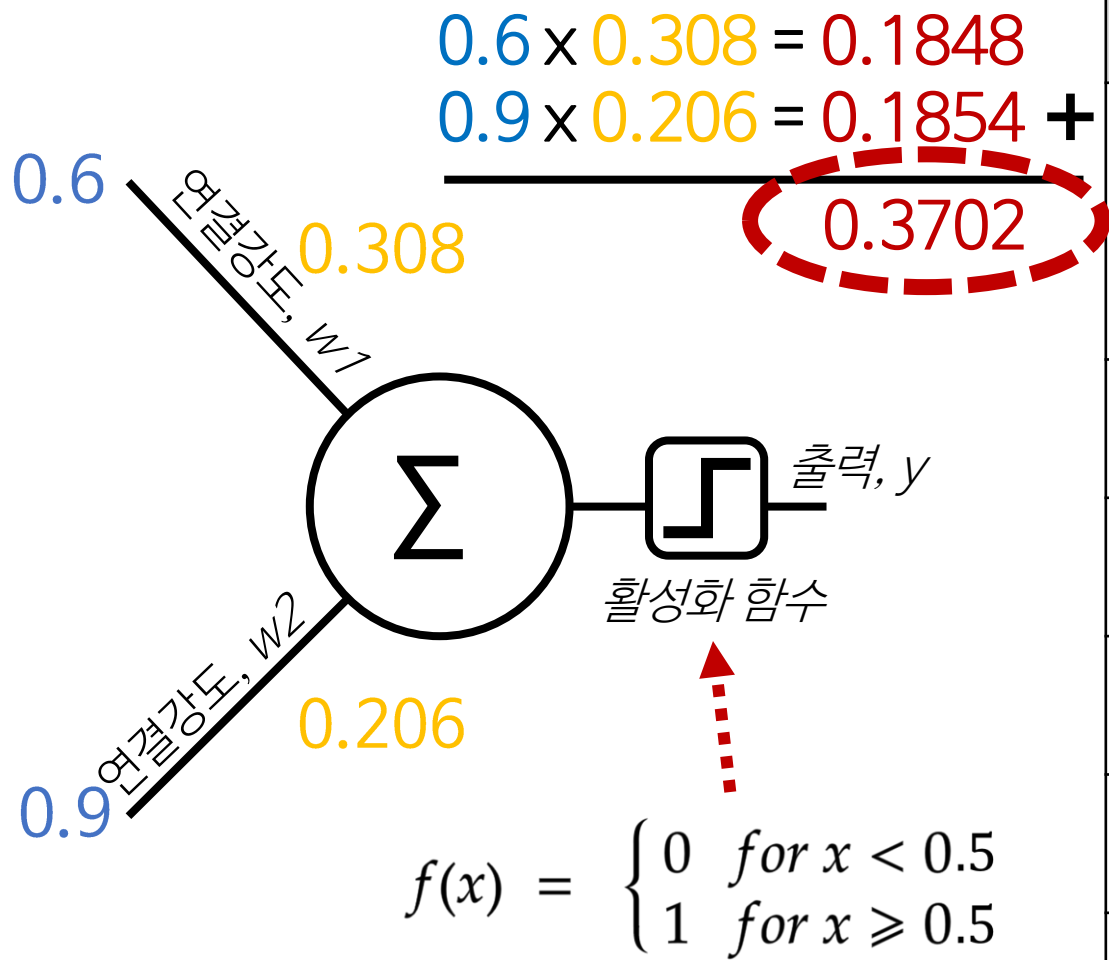 0.6 x 0.308 = 0.1848
0.9 x 0.206 = 0.1854 +
0.3702
0.6
연결강도, w1
0.308
Σ
출력, y
활성화 함수
연결강도, w2
0.206
0.9
f(x) = { 0 for x < 0.5
1 for x ⩾ 0.5